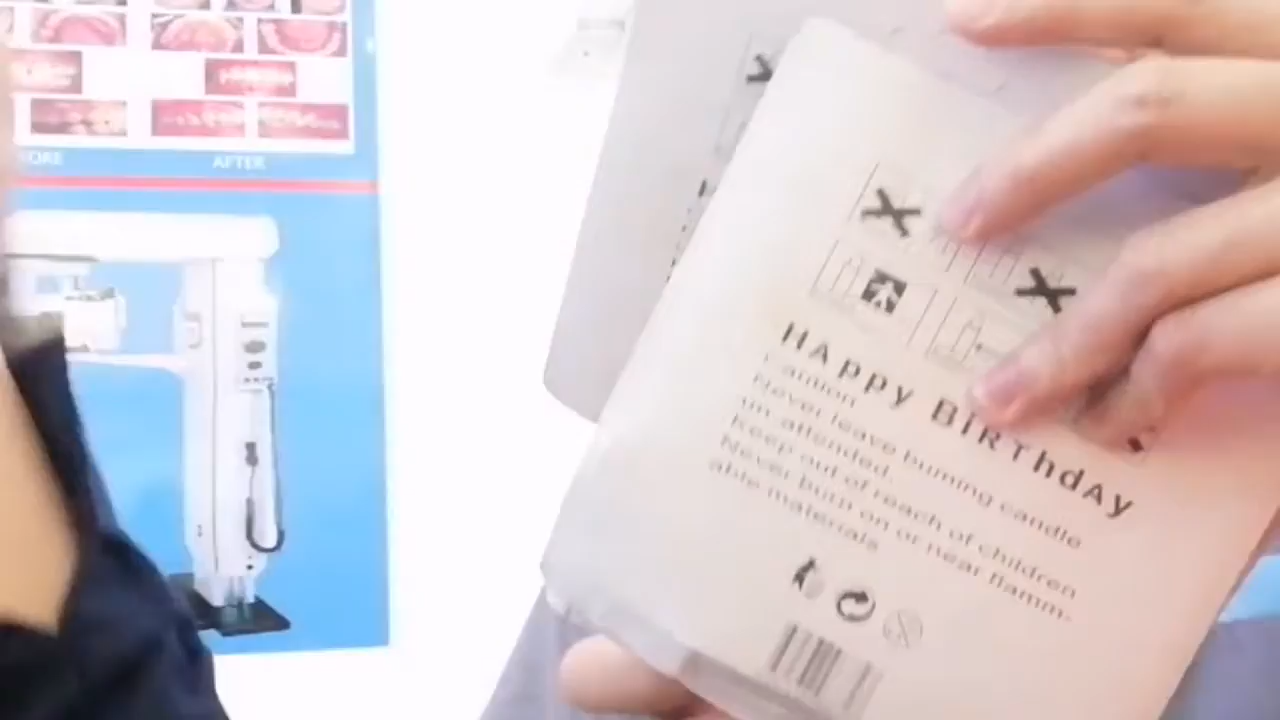 ORE
AFTER
HAppy BiRThdAy
Caution
Never leave burning candle
un-attended.
Keep out of reach of children
Never burn on or near flamm-
able materials